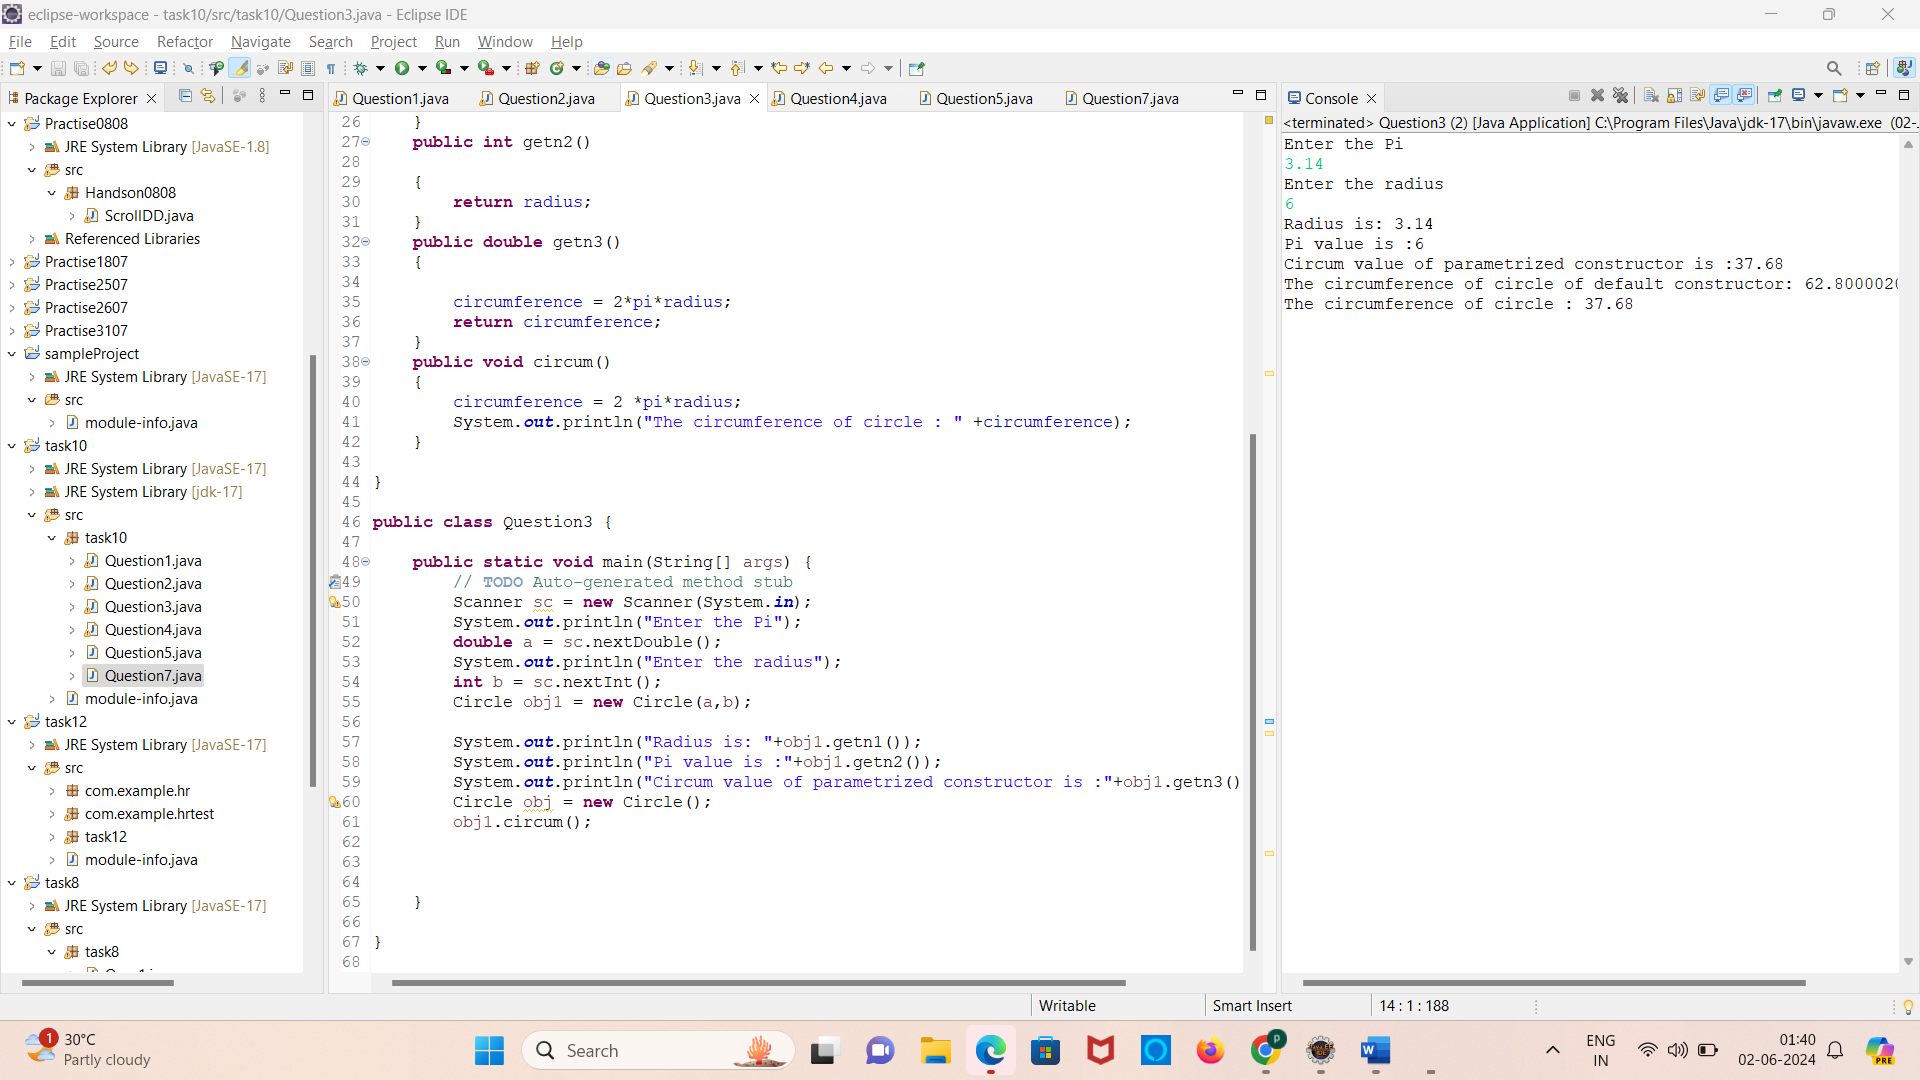 eclipse-workspace - task10/src/task10/Question3.java - Eclipse IDE
File Edit Source Refactor Navigate Search Project Run Window Help
Package Explorer
Practise0808
JRE System Library [JavaSE-1.8]
src
Handson0808
ScrollDD.java
Referenced Libraries
Practise1807
Practise2507
Practise2607
Practise3107
sampleProject
JRE System Library [JavaSE-17]
src
module-info.java
task10
JRE System Library [JavaSE-17]
JRE System Library [jdk-17]
src
task10
Question1.java
Question2.java
Question3.java
Question4.java
Question5.java
Question7.java
module-info.java
task12
JRE System Library [JavaSE-17]
src
com.example.hr
com.example.hrtest
task12
module-info.java
task8
JRE System Library [JavaSE-17]
src
task8
Question1.java Question2.java Question3.java Question4.java Question5.java Question7.java
26 }
27 public int getn2()
28
29 {
30 return radius;
31 }
32 public double getn3()
33 {
34
35 circumference = 2*pi*radius;
36 return circumference;
37 }
38 public void circum()
39 {
40 circumference = 2 *pi*radius;
41 System.out.println("The circumference of circle : " +circumference);
42 }
43
44 }
45
46 public class Question3 {
47
48 public static void main(String[] args) {
49 // TODO Auto-generated method stub
50 Scanner sc = new Scanner(System.in);
51 System.out.println("Enter the Pi");
52 double a = sc.nextDouble();
53 System.out.println("Enter the radius");
54 int b = sc.nextInt();
55 Circle obj1 = new Circle(a,b);
56
57 System.out.println("Radius is: "+obj1.getn1());
58 System.out.println("Pi value is :"+obj1.getn2());
59 System.out.println("Circum value of parametrized constructor is :"+obj1.getn3()
60 Circle obj = new Circle();
61 obj1.circum();
62
63
64
65 }
66
67 }
68
Console
<terminated> Question3 (2) [Java Application] C:\Program Files\Java\jdk-17\bin\javaw.exe (02-
Enter the Pi
3.14
Enter the radius
6
Radius is: 3.14
Pi value is :6
Circum value of parametrized constructor is :37.68
The circumference of circle of default constructor: 62.8000020
The circumference of circle : 37.68
Writable Smart Insert 14 : 1 : 188
1
30°C
Partly cloudy
Search
P
W
PRE
ENG
IN
01:40
02-06-2024